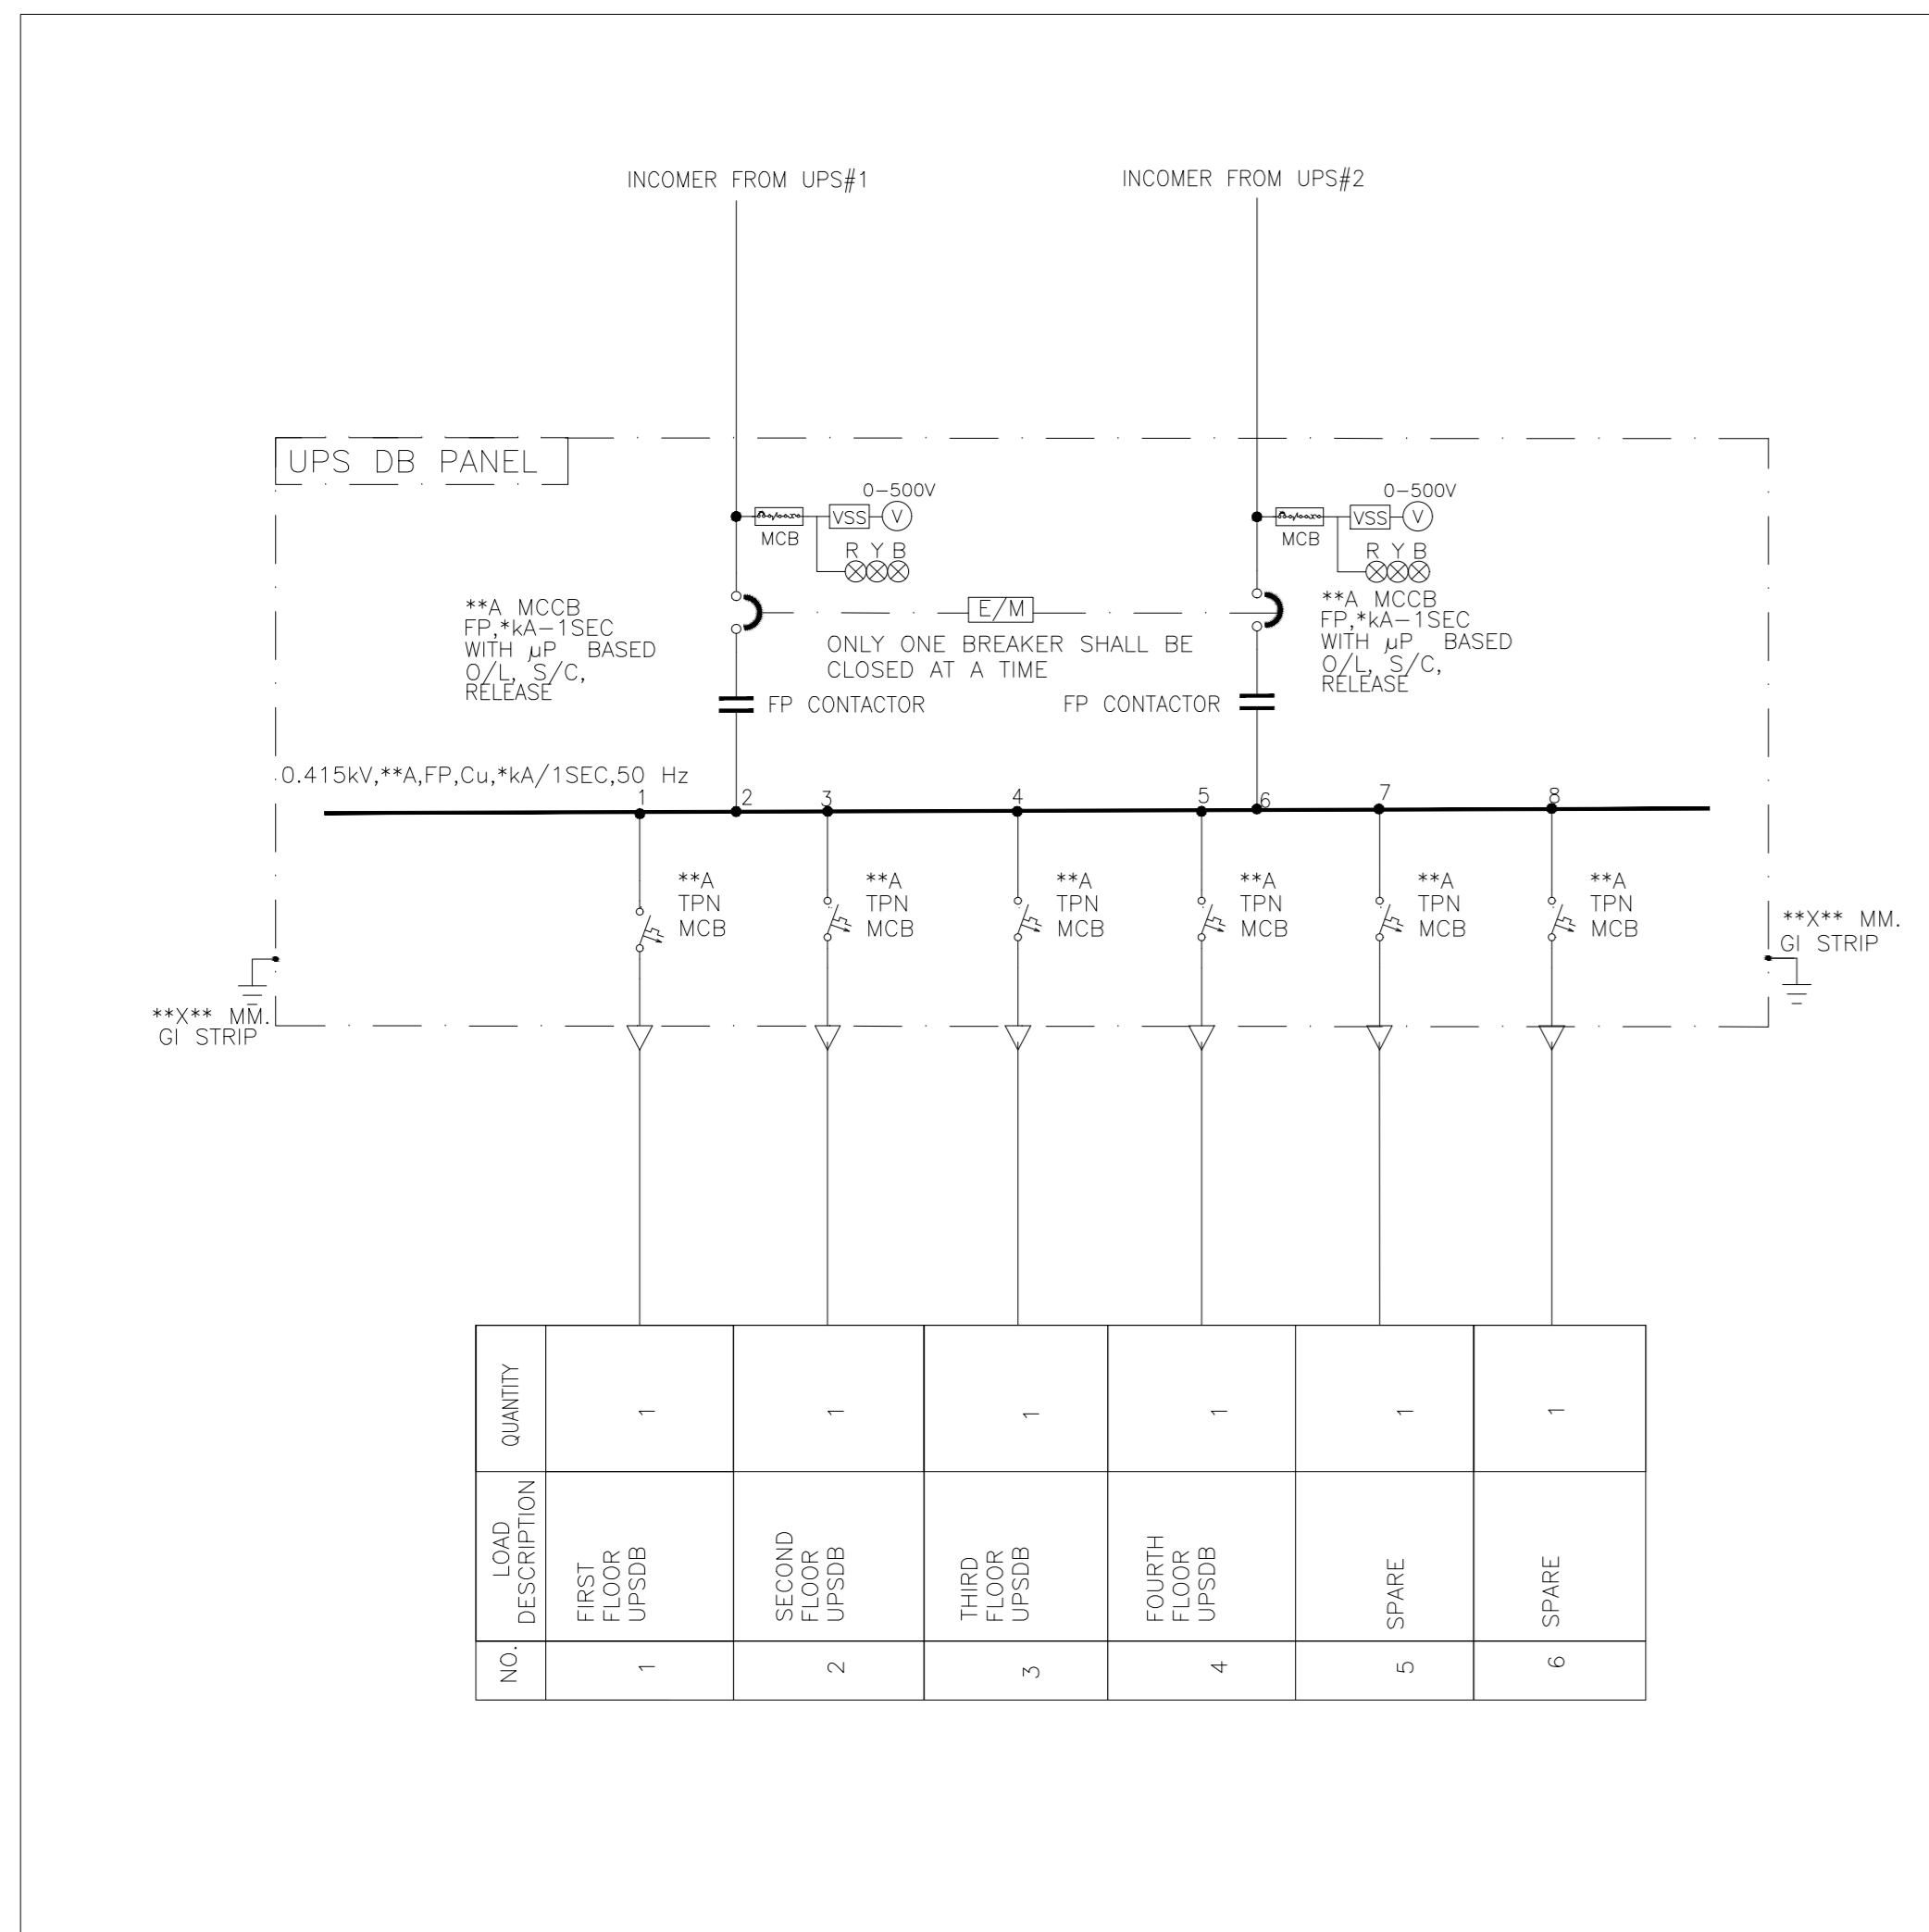 INCOMER FROM UPS#1
INCOMER FROM UPS#2
UPS DB PANEL
0-500V
VSS
V
MCB
R Y B
0-500V
VSS
V
MCB
R Y B
**A MCCB
FP,*kA-1SEC
WITH µP BASED
O/L, S/C,
RELEASE
E/M
ONLY ONE BREAKER SHALL BE
CLOSED AT A TIME
**A MCCB
FP,*kA-1SEC
WITH µP BASED
O/L, S/C,
RELEASE
FP CONTACTOR
FP CONTACTOR
0.415kV,**A,FP,Cu,*kA/1SEC,50 Hz
1
2
3
4
5
6
7
8
**A
TPN
MCB
**A
TPN
MCB
**A
TPN
MCB
**A
TPN
MCB
**A
TPN
MCB
**A
TPN
MCB
**X** MM.
GI STRIP
**X** MM.
GI STRIP
QUANTITY
1
1
1
1
1
1
LOAD
DESCRIPTION
FIRST
FLOOR
UPSDB
SECOND
FLOOR
UPSDB
THIRD
FLOOR
UPSDB
FOURTH
FLOOR
UPSDB
SPARE
SPARE
NO.
1
2
3
4
5
6